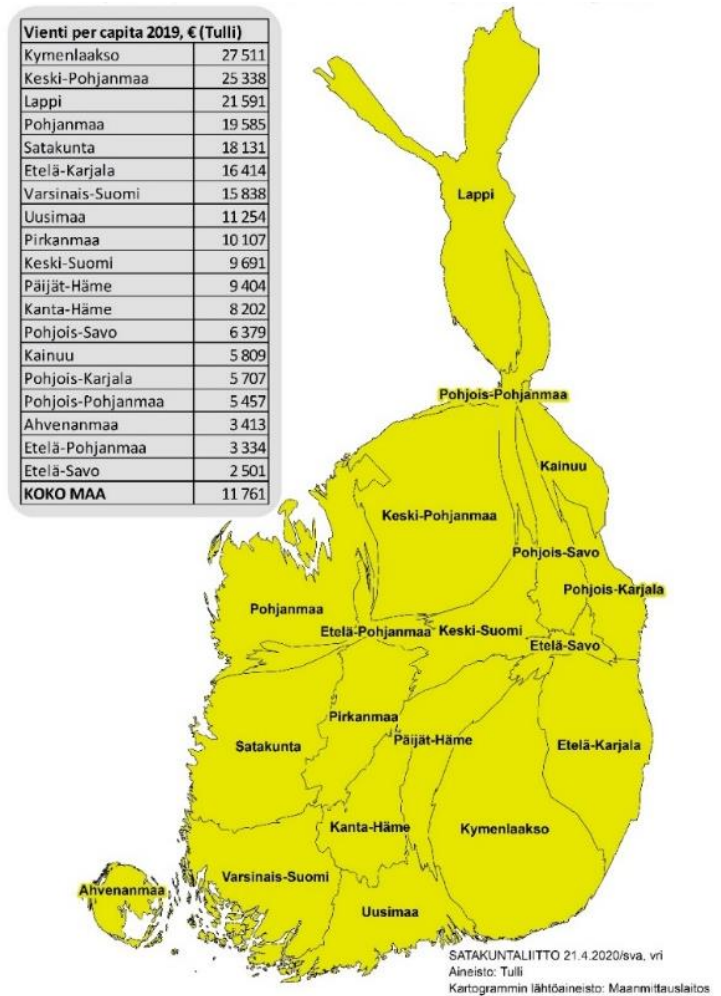 Vienti per capita 2019, € (Tulli)
Kymenlaakso 27 511
Keski-Pohjanmaa 25 338
Lappi 21 591
Pohjanmaa 19 585
Satakunta 18 131
Etelä-Karjala 16 414
Varsinais-Suomi 15 838
Uusimaa 11 254
Pirkanmaa 10 107
Keski-Suomi 9 691
Päijät-Häme 9 404
Kanta-Häme 8 202
Pohjois-Savo 6 379
Kainuu 5 809
Pohjois-Karjala 5 707
Pohjois-Pohjanmaa 5 457
Ahvenanmaa 3 413
Etelä-Pohjanmaa 3 334
Etelä-Savo 2 501
KOKO MAA 11 761
Lappi
Pohjois-Pohjanmaa
Kainuu
Keski-Pohjanmaa
Pohjois-Savo
Pohjois-Karjala
Pohjanmaa
Etelä-Pohjanmaa
Keski-Suomi
Etelä-Savo
Pirkanmaa
Päijät-Häme
Satakunta
Etelä-Karjala
Kanta-Häme
Kymenlaakso
Varsinais-Suomi
Ahvenanmaa
Uusimaa
SATAKUNTALIITTO 21.4.2020/sva, vri
Aineisto: Tulli
Kartogrammin lähtöaineisto: Maanmittauslaitos